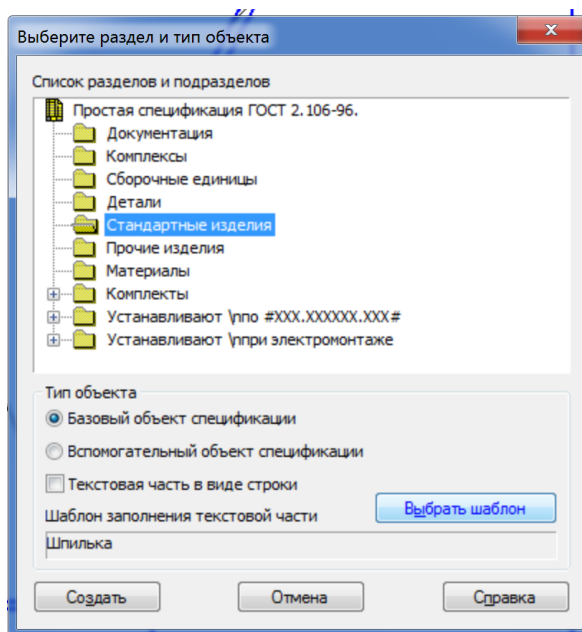 Выберите раздел и тип объекта
Список разделов и подразделов
Простая спецификация ГОСТ 2.106-96.
Документация
Комплексы
Сборочные единицы
Детали
Стандартные изделия
Прочие изделия
Материалы
Комплекты
Устанавливают \nпо #XXX.XXXXXX.XXX#
Устанавливают \nпри электромонтаже
Тип объекта
Базовый объект спецификации
Вспомогательный объект спецификации
Текстовая часть в виде строки
Шаблон заполнения текстовой части
Выбрать шаблон
Шпилька
Создать Отмена Справка